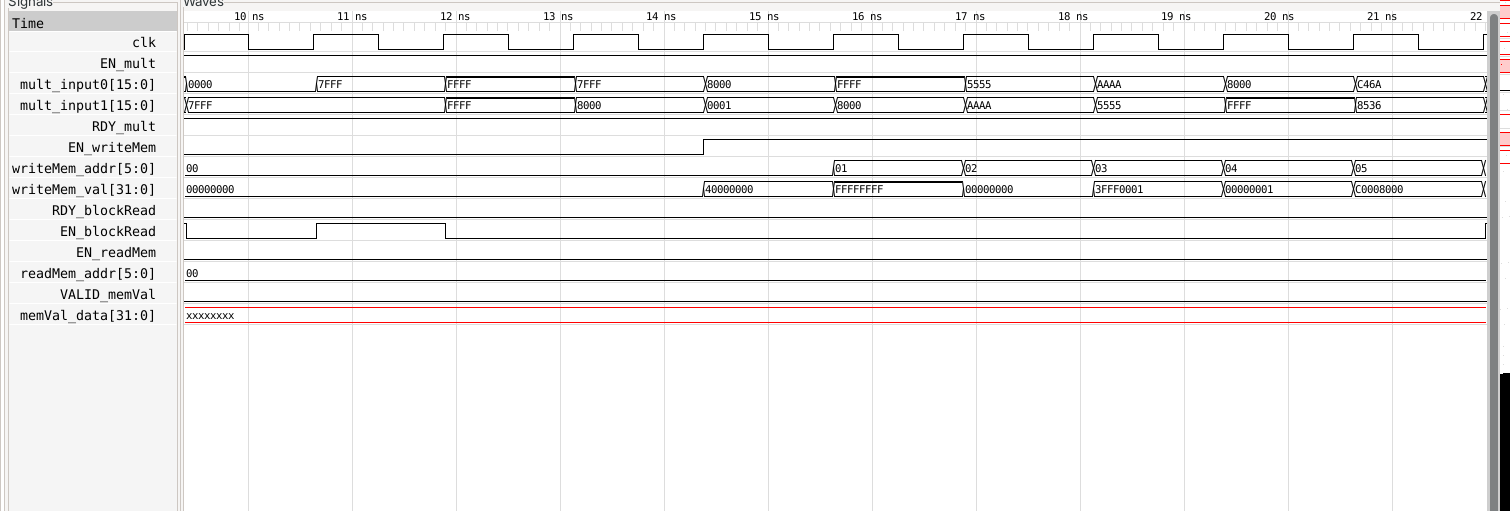 Signals
Waves
Time
10 ns 11 ns 12 ns 13 ns 14 ns 15 ns 16 ns 17 ns 18 ns 19 ns 20 ns 21 ns 22
clk
EN_mult
mult_input0[15:0] 0000 7FFF FFFF 7FFF 8000 FFFF 5555 AAAA 8000 C46A
mult_input1[15:0] 7FFF FFFF 8000 0001 8000 AAAA 5555 FFFF 8536
RDY_mult
EN_writeMem
writeMem_addr[5:0] 00 01 02 03 04 05
writeMem_val[31:0] 00000000 40000000 FFFFFFFF 00000000 3FFF0001 00000001 C0008000
RDY_blockRead
EN_blockRead
EN_readMem
readMem_addr[5:0] 00
VALID_memVal
memVal_data[31:0] xxxxxxxx